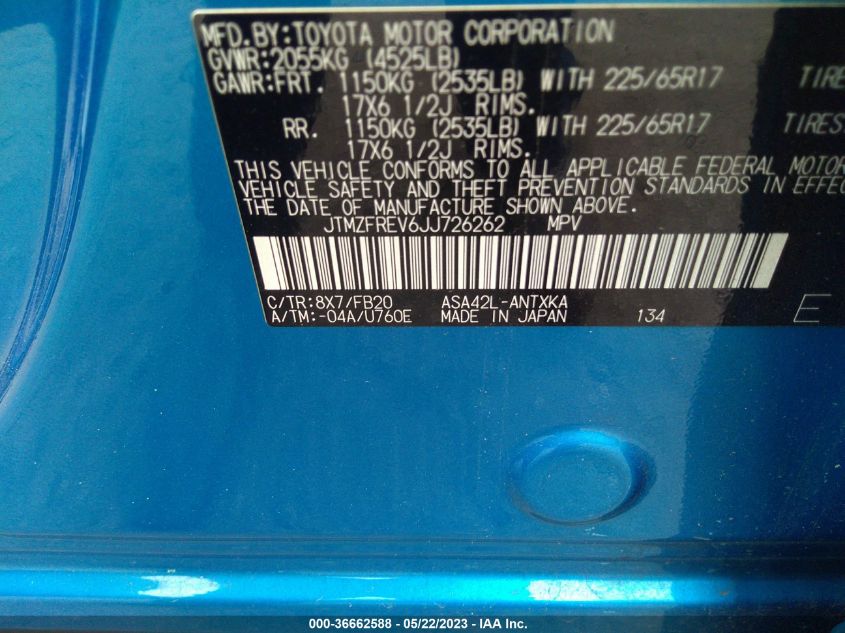 MFD.BY:TOYOTA MOTOR CORPORATION
GVWR:2055KG (4525LB)
GAWR:FRT. 1150KG (2535LB) WITH 225/65R17 TIRES
17X6 1/2J RIMS.
RR. 1150KG (2535LB) WITH 225/65R17 TIRES
17X6 1/2J RIMS.
THIS VEHICLE CONFORMS TO ALL APPLICABLE FEDERAL MOTOR
VEHICLE SAFETY AND THEFT PREVENTION STANDARDS IN EFFEC
THE DATE OF MANUFACTURE SHOWN ABOVE.
JTMZFREV6JJ726262 MPV
C/TR:8X7/FB20 ASA42L-ANTXKA
A/TM:-04A/U760E MADE IN JAPAN 134 E
000-36662588 - 05/22/2023 - IAA Inc.